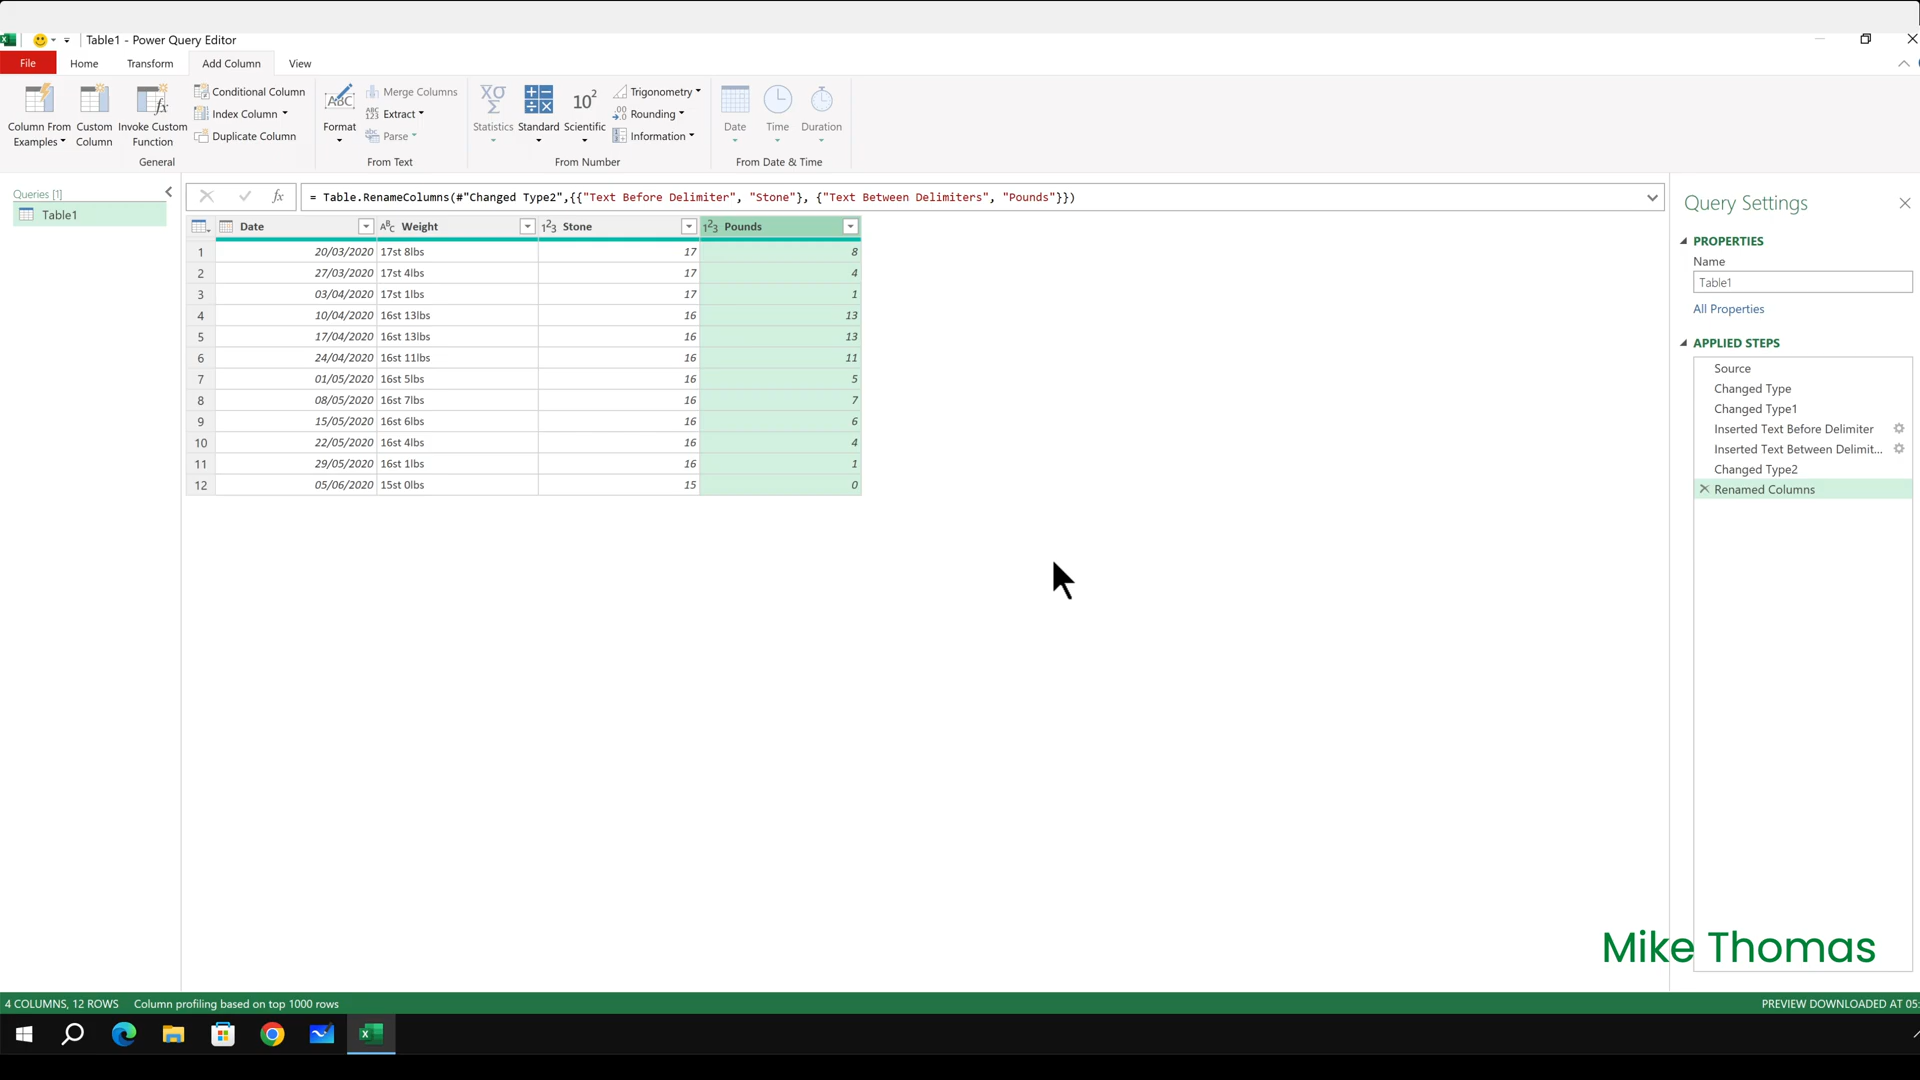 Table1 - Power Query Editor
File Home Transform Add Column View
Column From Examples
Custom Column
Invoke Custom Function
Conditional Column
Index Column
Duplicate Column
General
Format
Merge Columns
Extract
Parse
From Text
Statistics
Standard
Scientific
Trigonometry
Rounding
Information
From Number
Date
Time
Duration
From Date & Time
Queries [1]
Table1
= Table.RenameColumns(#"Changed Type2",{{"Text Before Delimiter", "Stone"}, {"Text Between Delimiters", "Pounds"}})
Date Weight Stone Pounds
1 20/03/2020 17st 8lbs 17 8
2 27/03/2020 17st 4lbs 17 4
3 03/04/2020 17st 1lbs 17 1
4 10/04/2020 16st 13lbs 16 13
5 17/04/2020 16st 13lbs 16 13
6 24/04/2020 16st 11lbs 16 11
7 01/05/2020 16st 5lbs 16 5
8 08/05/2020 16st 7lbs 16 7
9 15/05/2020 16st 6lbs 16 6
10 22/05/2020 16st 4lbs 16 4
11 29/05/2020 16st 1lbs 16 1
12 05/06/2020 15st 0lbs 15 0
Query Settings
PROPERTIES
Name
Table1
All Properties
APPLIED STEPS
Source
Changed Type
Changed Type1
Inserted Text Before Delimiter
Inserted Text Between Delimit...
Changed Type2
Renamed Columns
Mike Thomas
4 COLUMNS, 12 ROWS Column profiling based on top 1000 rows
PREVIEW DOWNLOADED AT 05: